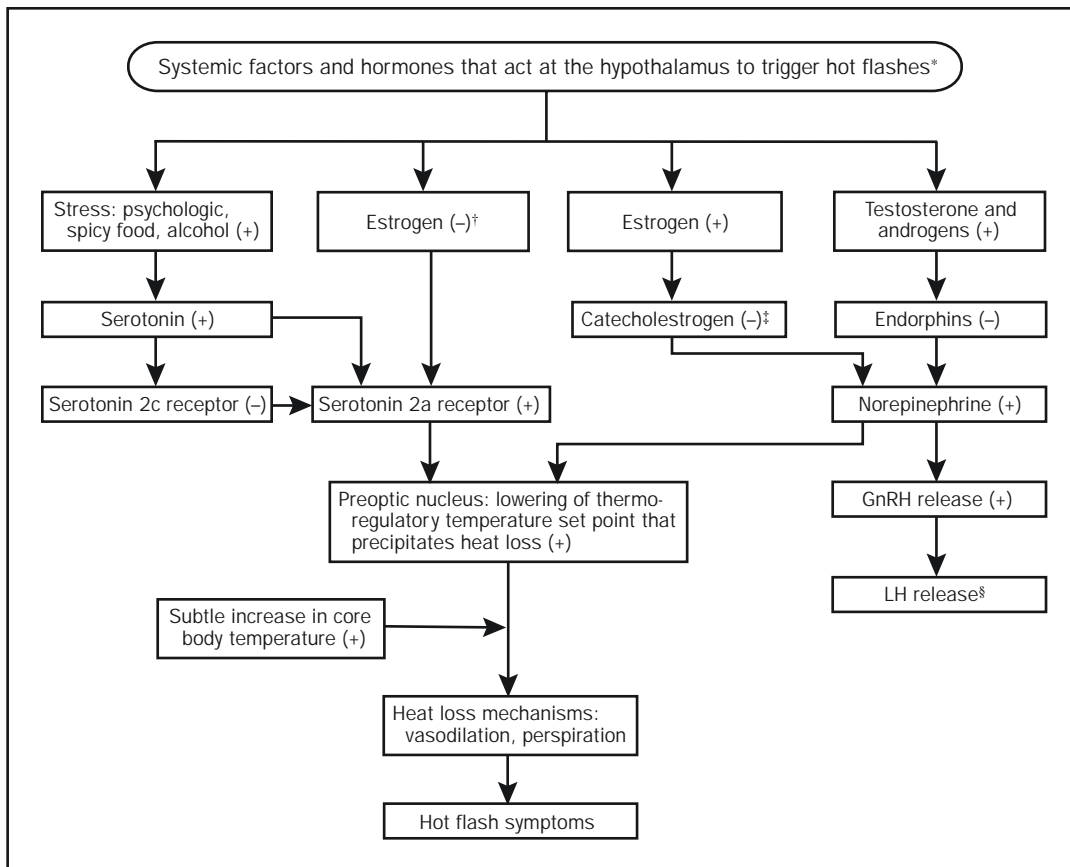 Systemic factors and hormones that act at the hypothalamus to trigger hot flashes*
Stress: psychologic,
spicy food, alcohol (+)
Estrogen (–)†
Estrogen (+)
Testosterone and
androgens (+)
Serotonin (+)
Catecholestrogen (–)‡
Endorphins (–)
Serotonin 2c receptor (–)
Serotonin 2a receptor (+)
Norepinephrine (+)
Preoptic nucleus: lowering of thermo-
regulatory temperature set point that
precipitates heat loss (+)
GnRH release (+)
LH release§
Subtle increase in core
body temperature (+)
Heat loss mechanisms:
vasodilation, perspiration
Hot flash symptoms